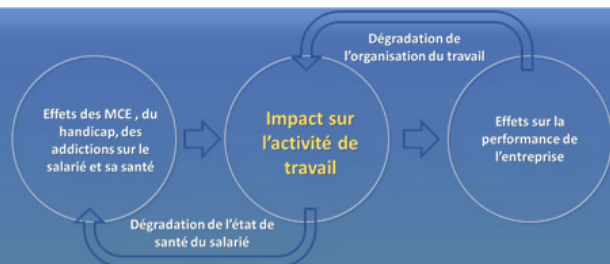 Dégradation de
l'organisation du travail
Effets des MCE , du
handicap, des
addictions sur le
salarié et sa santé
Impact sur
l'activité de
travail
Effets sur la
performance de
l'entreprise
Dégradation de l'état de
santé du salarié